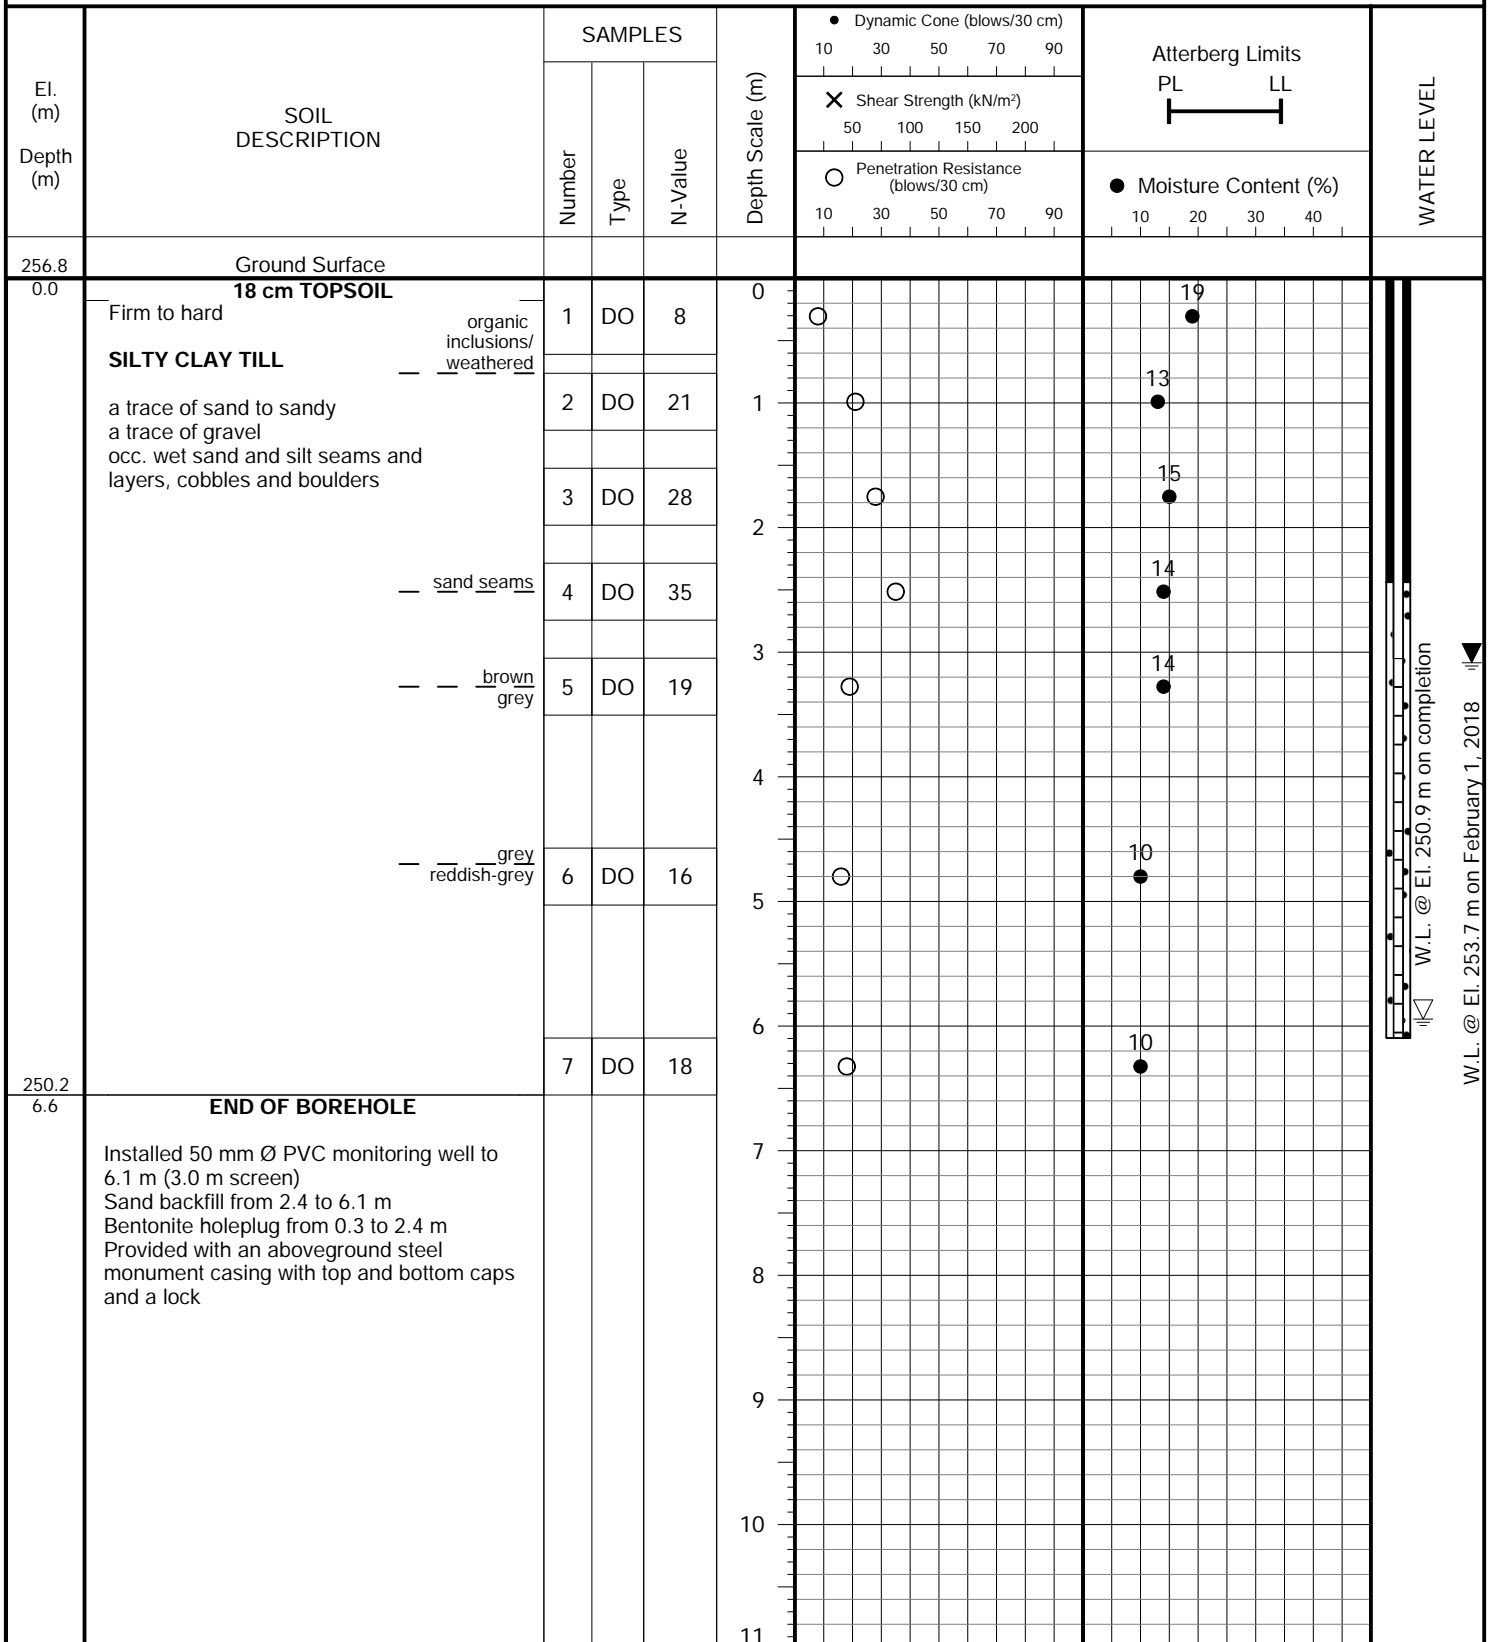 El.
(m)
Depth
(m)
SOIL
DESCRIPTION
SAMPLES
Number
Type
N-Value
Depth Scale (m)
● Dynamic Cone (blows/30 cm)
10 30 50 70 90
✕ Shear Strength (kN/m²)
50 100 150 200
○ Penetration Resistance
(blows/30 cm)
10 30 50 70 90
Atterberg Limits
PL LL
● Moisture Content (%)
10 20 30 40
WATER LEVEL
256.8
Ground Surface
0.0
18 cm TOPSOIL
Firm to hard
organic
inclusions/
weathered
SILTY CLAY TILL
a trace of sand to sandy
a trace of gravel
occ. wet sand and silt seams and
layers, cobbles and boulders
sand seams
brown
grey
grey
reddish-grey
1 DO 8
2 DO 21
3 DO 28
4 DO 35
5 DO 19
6 DO 16
7 DO 18
0
1
2
3
4
5
6
7
8
9
10
11
19
13
15
14
14
10
10
W.L. @ El. 250.9 m on completion
W.L. @ El. 253.7 m on February 1, 2018
250.2
6.6
END OF BOREHOLE
Installed 50 mm Ø PVC monitoring well to
6.1 m (3.0 m screen)
Sand backfill from 2.4 to 6.1 m
Bentonite holeplug from 0.3 to 2.4 m
Provided with an aboveground steel
monument casing with top and bottom caps
and a lock